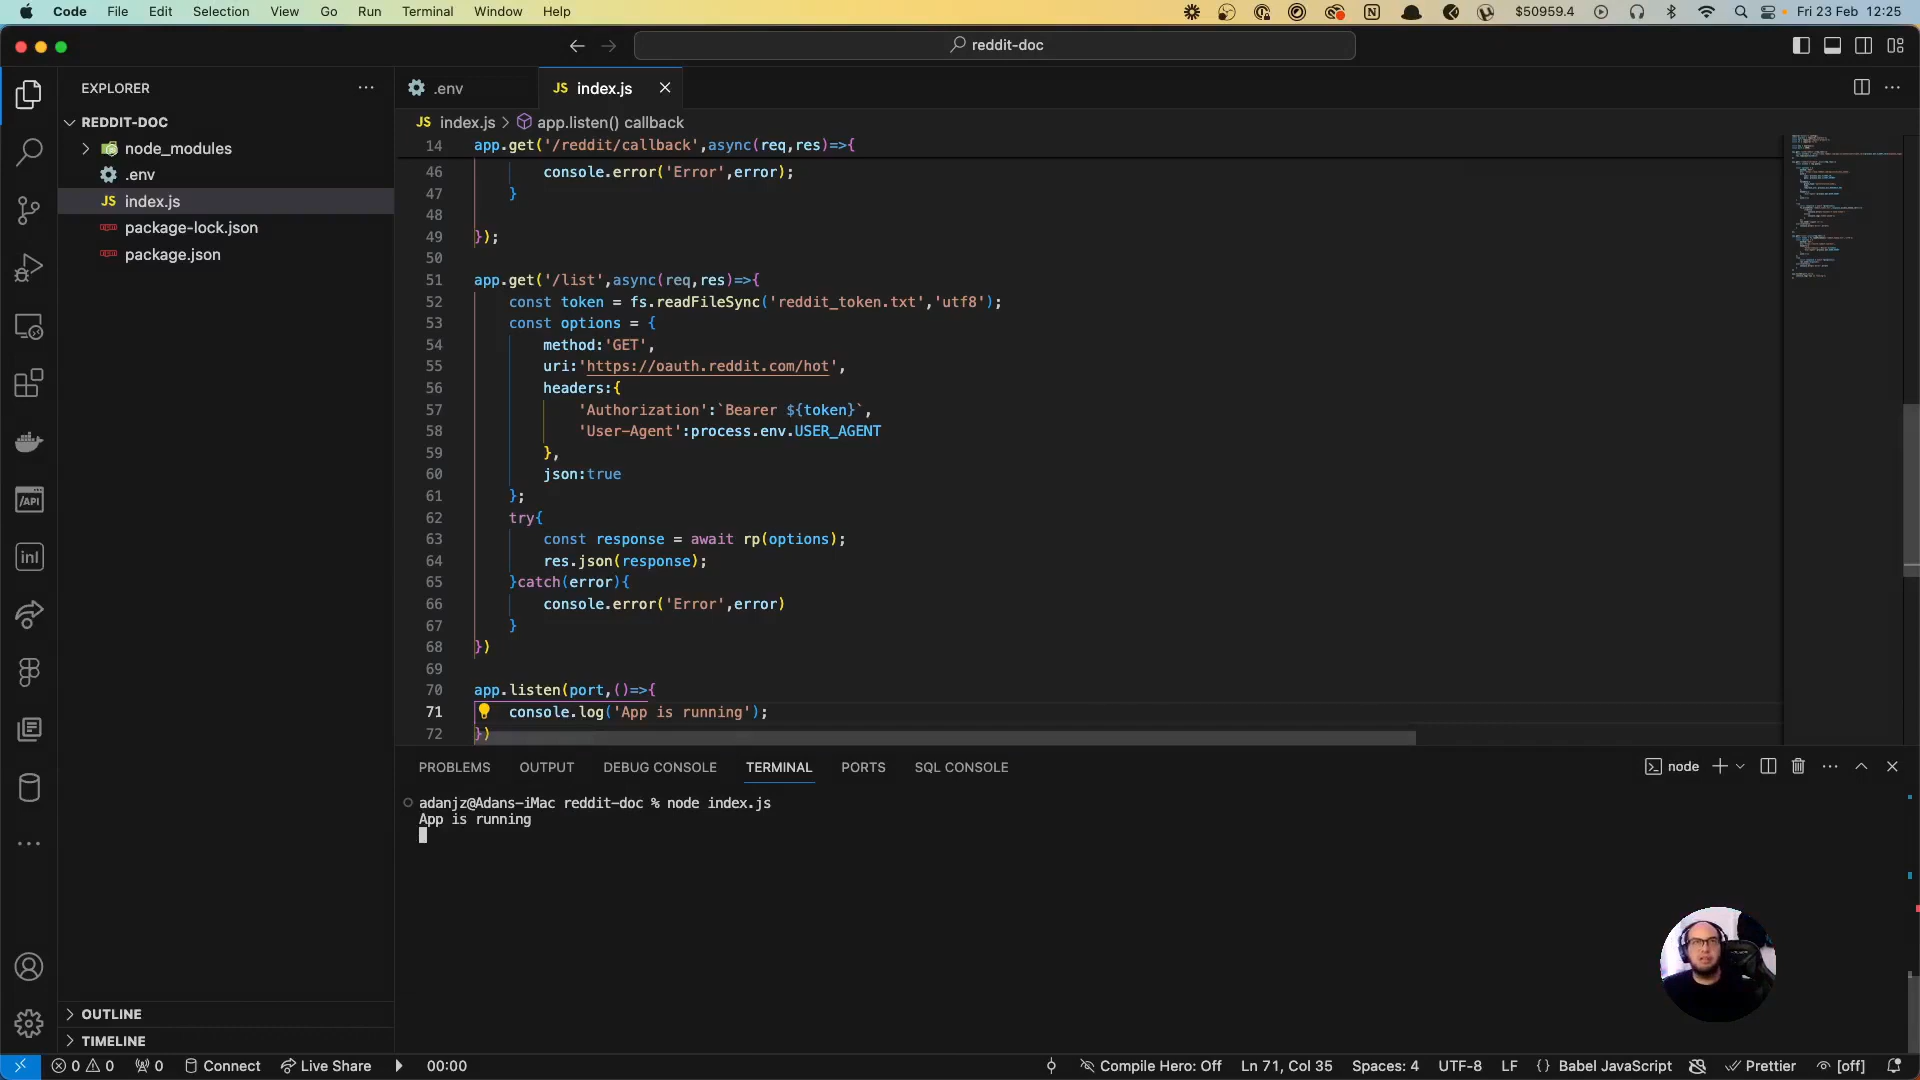 Code File Edit Selection View Go Run Terminal Window Help $50959.4 Fri 23 Feb 12:25
reddit-doc
EXPLORER
REDDIT-DOC
node_modules
.env
JS index.js
package-lock.json
package.json
OUTLINE
TIMELINE
/API
inl
.env JS index.js
JS index.js > app.listen() callback
14 app.get('/reddit/callback',async(req,res)=>{
46 console.error('Error',error);
47 }
48
49 });
50
51 app.get('/list',async(req,res)=>{
52 const token = fs.readFileSync('reddit_token.txt','utf8');
53 const options = {
54 method:'GET',
55 uri:'https://oauth.reddit.com/hot',
56 headers:{
57 'Authorization':`Bearer ${token}`,
58 'User-Agent':process.env.USER_AGENT
59 },
60 json:true
61 };
62 try{
63 const response = await rp(options);
64 res.json(response);
65 }catch(error){
66 console.error('Error',error)
67 }
68 })
69
70 app.listen(port,()=>{
71 console.log('App is running');
72 })
PROBLEMS OUTPUT DEBUG CONSOLE TERMINAL PORTS SQL CONSOLE node
adanjz@Adans-iMac reddit-doc % node index.js
App is running
0 0 0 Connect Live Share 00:00 Compile Hero: Off Ln 71, Col 35 Spaces: 4 UTF-8 LF {} Babel JavaScript Prettier [off]